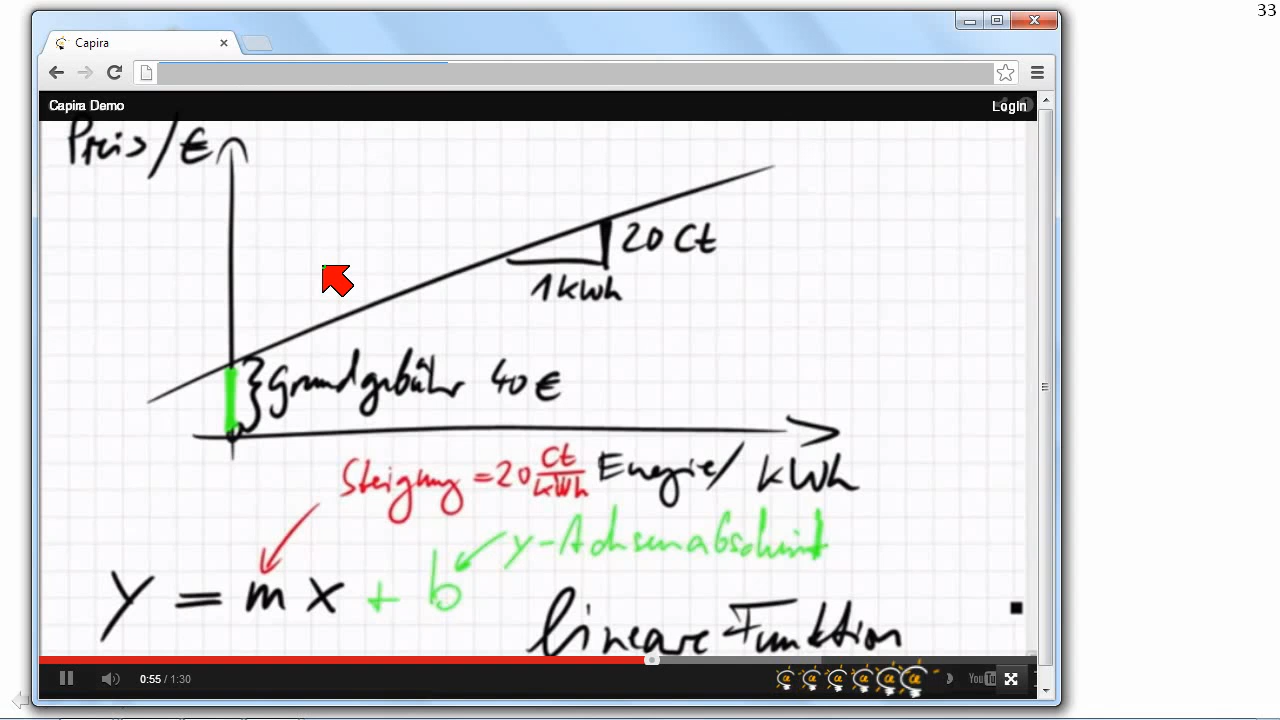 33
Capira
Capira Demo
Login
Preis/€
20 Ct
1 kWh
Grundgebühr 40 €
Steigung = 20 Ct/kWh
Energie/ kWh
y-Achsenabschnitt
y = m x + b
lineare Funktion
0:55 / 1:30
You